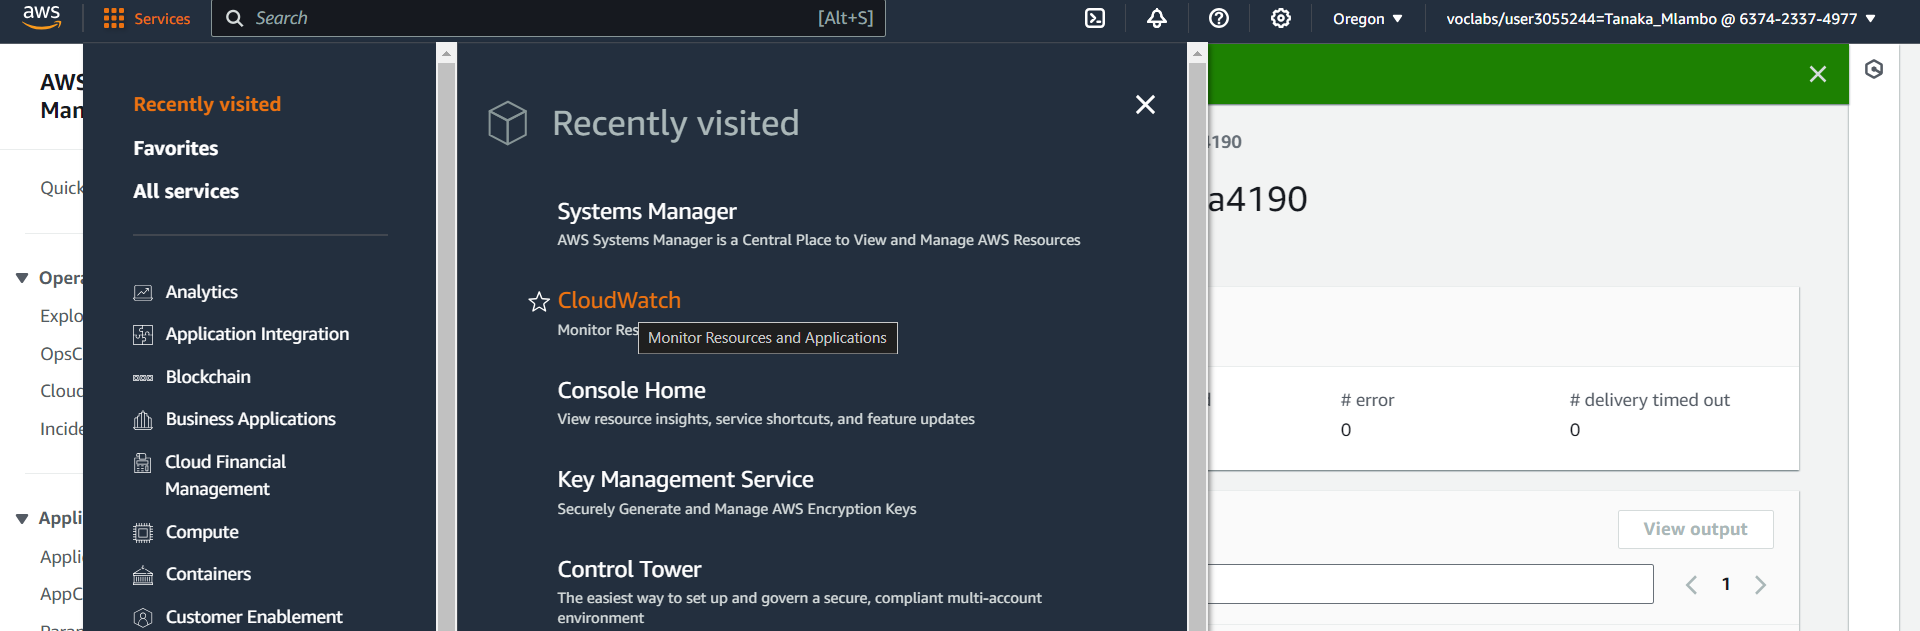 aws
Services
Search
[Alt+S]
Oregon
voclabs/user3055244=Tanaka_Mlambo @ 6374-2337-4977
AWS
Man
Quick
Opera
Explo
OpsC
Cloud
Incide
Appli
Applic
AppC
Recently visited
Favorites
All services
Analytics
Application Integration
Blockchain
Business Applications
Cloud Financial
Management
Compute
Containers
Customer Enablement
Recently visited
Systems Manager
AWS Systems Manager is a Central Place to View and Manage AWS Resources
CloudWatch
Monitor Res
Monitor Resources and Applications
Console Home
View resource insights, service shortcuts, and feature updates
Key Management Service
Securely Generate and Manage AWS Encryption Keys
Control Tower
The easiest way to set up and govern a secure, compliant multi-account
environment
4190
a4190
# error
0
# delivery timed out
0
View output
1